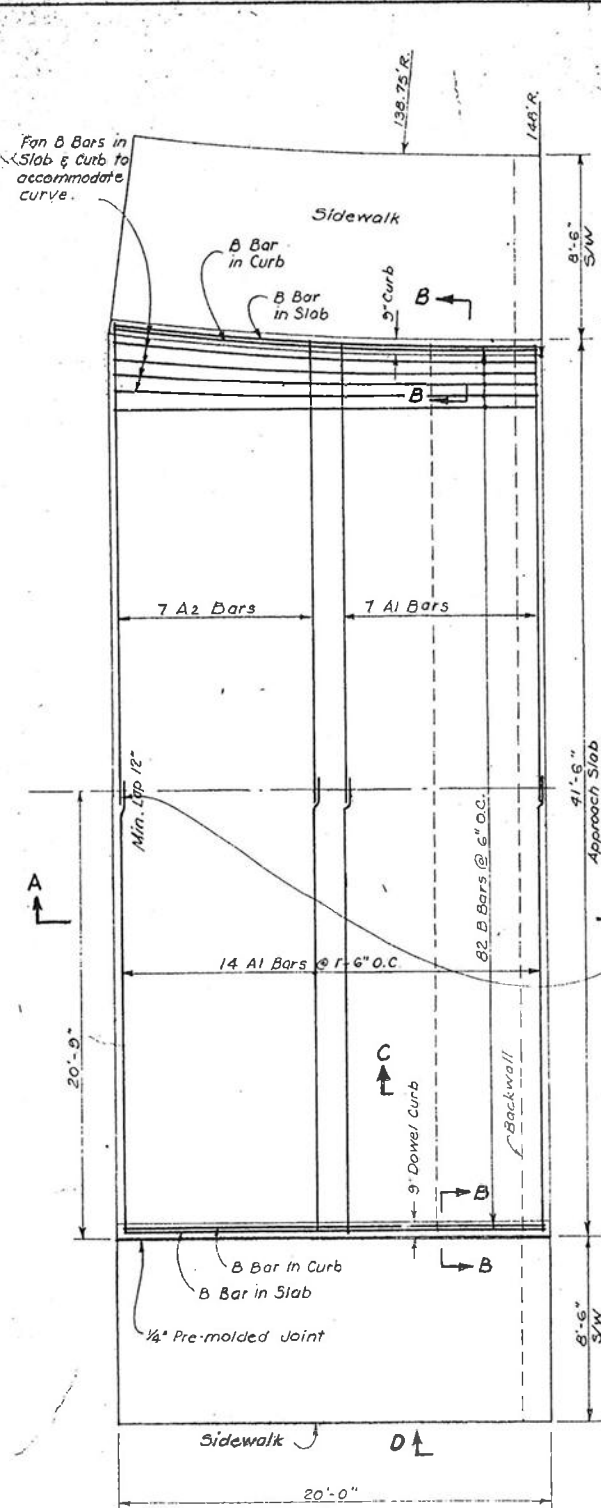 138.75' R.
148' R.
Fan B Bars in
Slab & Curb to
accommodate
curve.
Sidewalk
8'-6"
S/W
B Bar
in Curb
B Bar
in Slab
9" Curb
B
B
7 A2 Bars
7 A1 Bars
Min. Lap 12"
41'-6"
Approach Slab
82 B Bars @ 6" O.C.
A
14 A1 Bars @ 1'-6" O.C.
20'-9"
C
9" Dowel Curb
Backwall
B
B
B Bar in Curb
B Bar in Slab
1/4" Pre-molded Joint
8'-6"
S/W
Sidewalk
D
20'-0"